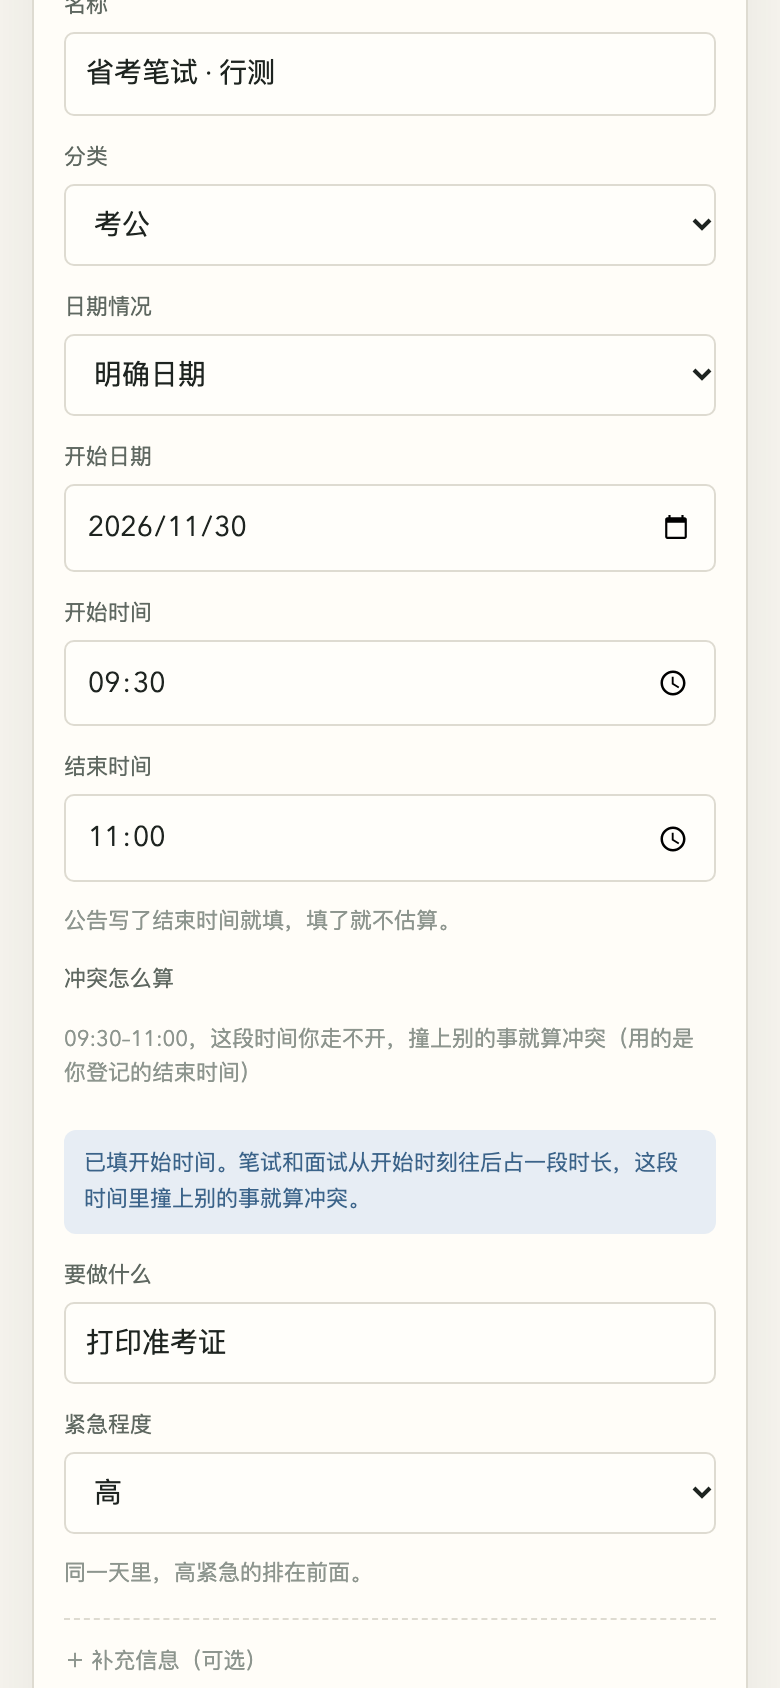 名称
省考笔试 · 行测
分类
考公
日期情况
明确日期
开始日期
2026/11/30
开始时间
09:30
结束时间
11:00
公告写了结束时间就填，填了就不估算。
冲突怎么算
09:30–11:00，这段时间你走不开，撞上别的事就算冲突（用的是
你登记的结束时间）
已填开始时间。笔试和面试从开始时刻往后占一段时长，这段
时间里撞上别的事就算冲突。
要做什么
打印准考证
紧急程度
高
同一天里，高紧急的排在前面。
+ 补充信息（可选）